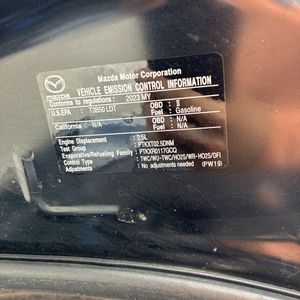 mazda
Mazda Motor Corporation
VEHICLE EMISSION CONTROL INFORMATION
Conforms to regulations : 2023 MY
U.S.EPA : T3B50 LDT OBD : II
Fuel : Gasoline
California : N/A OBD : N/A
Fuel : N/A
Engine Displacement : 2.5L
Test Group : PTKXT02.5DNM
Evaporative/Refueling Family : PTKXR0117GCQ
Control Type : TWC/WU-TWC/HO2S/WR-HO2S/DFI
Adjustments : No adjustments needed (PW19)